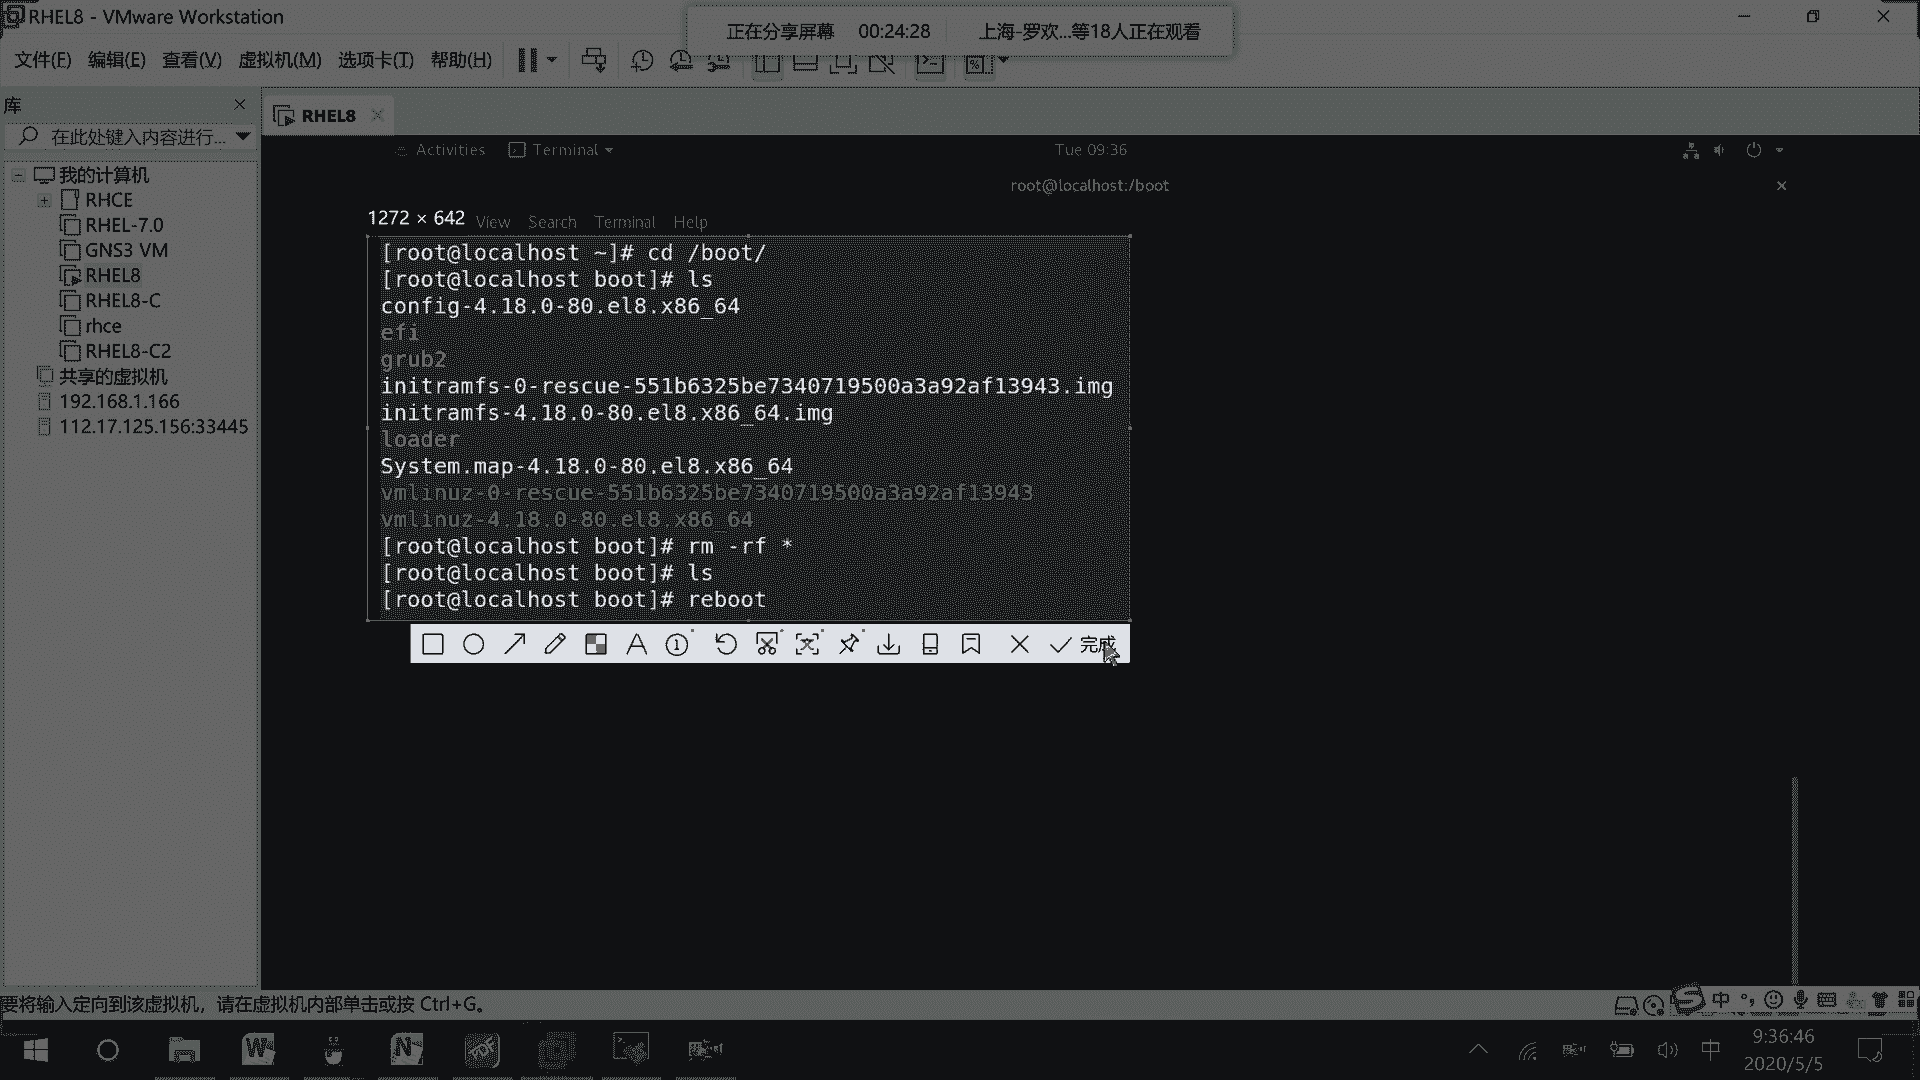 RHEL8 - VMware Workstation
正在分享屏幕 00:24:28 上海-罗欢...等18人正在观看
文件(F) 编辑(E) 查看(V) 虚拟机(M) 选项卡(T) 帮助(H)
库
在此处键入内容进行...
我的计算机
RHCE
RHEL-7.0
GNS3 VM
RHEL8
RHEL8-C
rhce
RHEL8-C2
共享的虚拟机
192.168.1.166
112.17.125.156:33445
RHEL8
Activities Terminal Tue 09:36
root@localhost:/boot
1272 × 642 View Search Terminal Help
[root@localhost ~]# cd /boot/
[root@localhost boot]# ls
config-4.18.0-80.el8.x86_64
efi
grub2
initramfs-0-rescue-551b6325be7340719500a3a92af13943.img
initramfs-4.18.0-80.el8.x86_64.img
loader
System.map-4.18.0-80.el8.x86_64
vmlinuz-0-rescue-551b6325be7340719500a3a92af13943
vmlinuz-4.18.0-80.el8.x86_64
[root@localhost boot]# rm -rf *
[root@localhost boot]# ls
[root@localhost boot]# reboot
完成
要将输入定向到该虚拟机，请在虚拟机内部单击或按 Ctrl+G。
中
中
9:36:46
2020/5/5